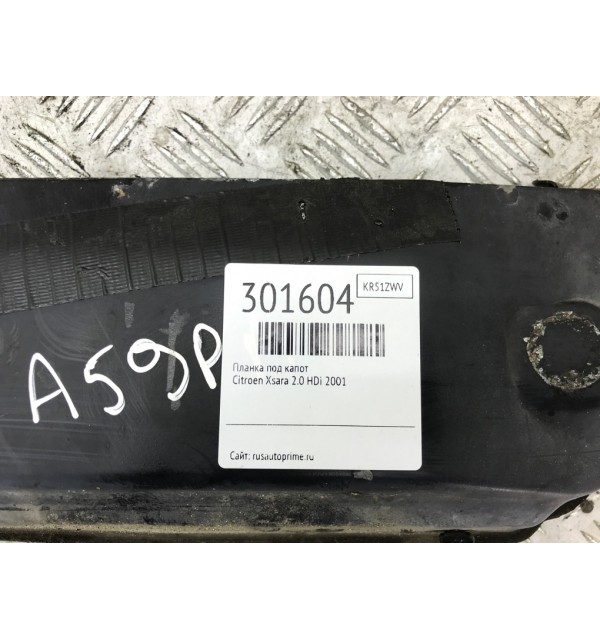 301604
KR51ZWV
Планка под капот
Citroen Xsara 2.0 HDi 2001
Сайт: rusautoprime.ru
A59P